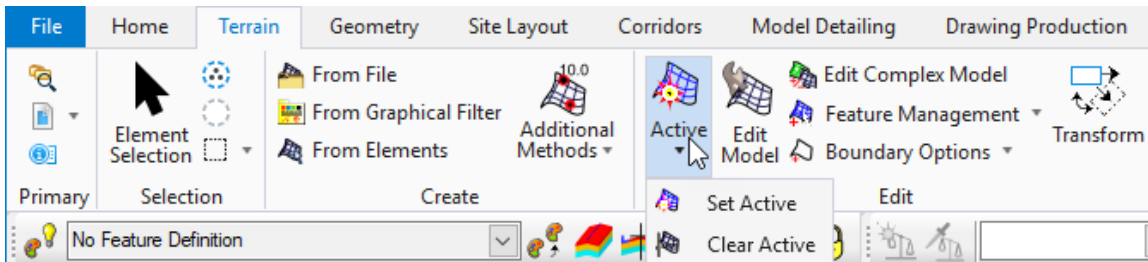 File Home Terrain Geometry Site Layout Corridors Model Detailing Drawing Production
From File
From Graphical Filter
From Elements
Element
Selection
10.0
Additional
Methods
Active
Edit
Model
Edit Complex Model
Feature Management
Boundary Options
Transform
Primary Selection Create Edit
Set Active
Clear Active
No Feature Definition